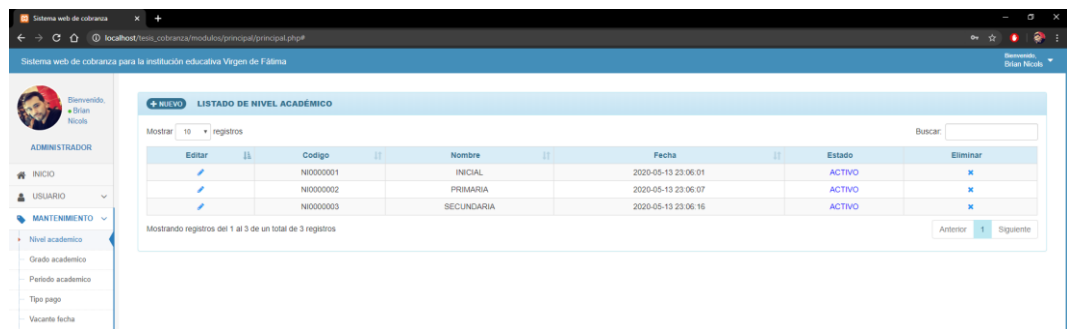 Sistema web de cobranza
localhost/tesis_cobranza/modulos/principal/principal.php#
Sistema web de cobranza para la institución educativa Virgen de Fátima
Bienvenido,
Brian Nicols
Bienvenido,
Brian
Nicols
ADMINISTRADOR
INICIO
USUARIO
MANTENIMIENTO
Nivel academico
Grado academico
Periodo academico
Tipo pago
Vacante fecha
+ NUEVO LISTADO DE NIVEL ACADÉMICO
Mostrar 10 registros Buscar:
Editar Codigo Nombre Fecha Estado Eliminar
NI0000001 INICIAL 2020-05-13 23:06:01 ACTIVO
NI0000002 PRIMARIA 2020-05-13 23:06:07 ACTIVO
NI0000003 SECUNDARIA 2020-05-13 23:06:16 ACTIVO
Mostrando registros del 1 al 3 de un total de 3 registros Anterior 1 Siguiente